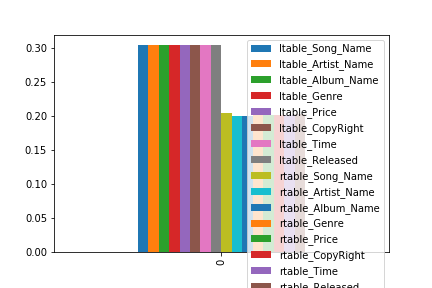 0.30
0.25
0.20
0.15
0.10
0.05
0.00
0
ltable_Song_Name
ltable_Artist_Name
ltable_Album_Name
ltable_Genre
ltable_Price
ltable_CopyRight
ltable_Time
ltable_Released
rtable_Song_Name
rtable_Artist_Name
rtable_Album_Name
rtable_Genre
rtable_Price
rtable_CopyRight
rtable_Time
rtable_Released